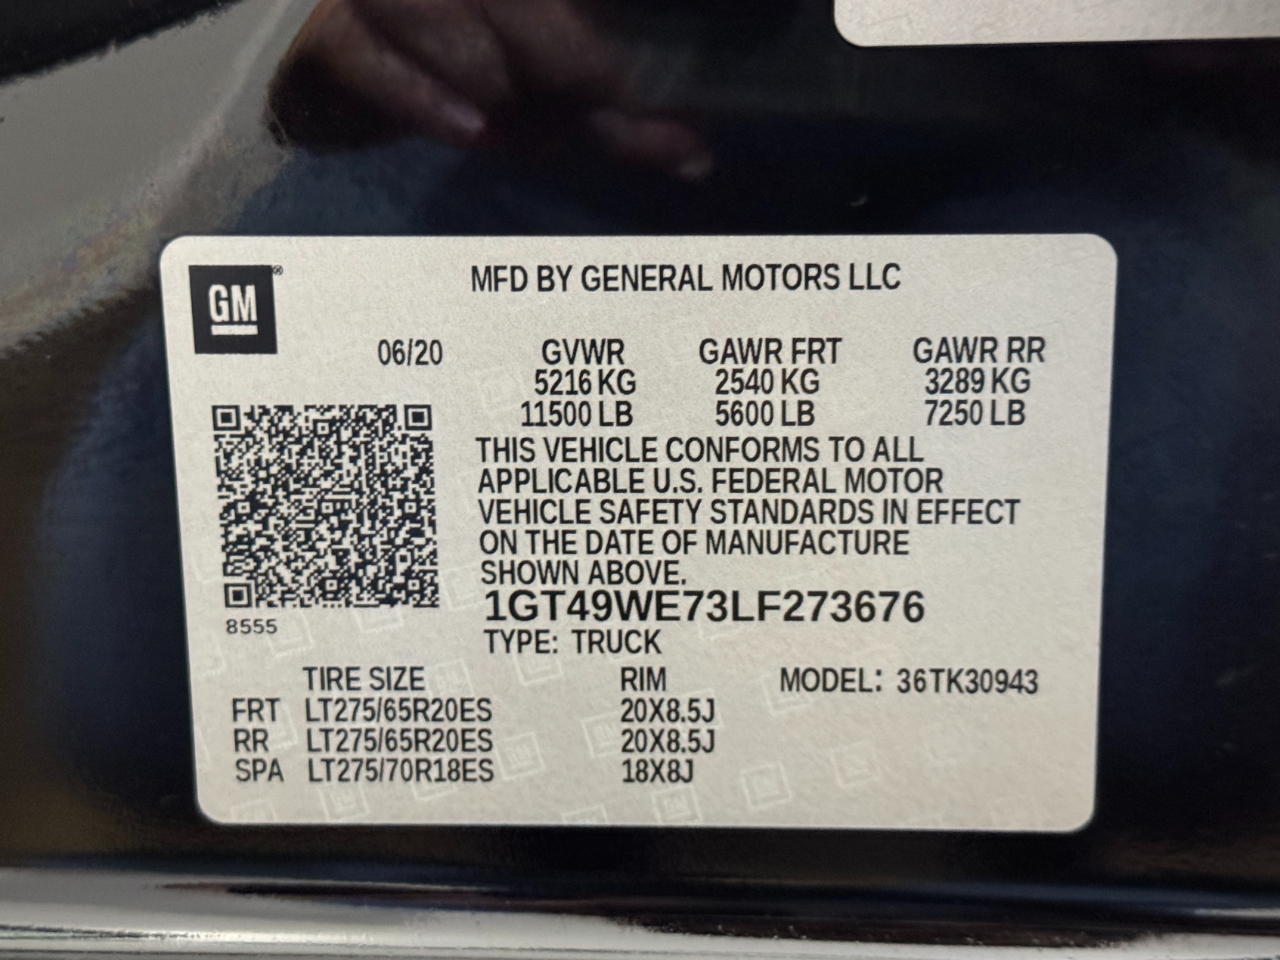 GM ®
MFD BY GENERAL MOTORS LLC
06/20 GVWR GAWR FRT GAWR RR
5216 KG 2540 KG 3289 KG
11500 LB 5600 LB 7250 LB
THIS VEHICLE CONFORMS TO ALL
APPLICABLE U.S. FEDERAL MOTOR
VEHICLE SAFETY STANDARDS IN EFFECT
ON THE DATE OF MANUFACTURE
SHOWN ABOVE.
1GT49WE73LF273676
8555
TYPE: TRUCK
TIRE SIZE RIM MODEL: 36TK30943
FRT LT275/65R20ES 20X8.5J
RR LT275/65R20ES 20X8.5J
SPA LT275/70R18ES 18X8J